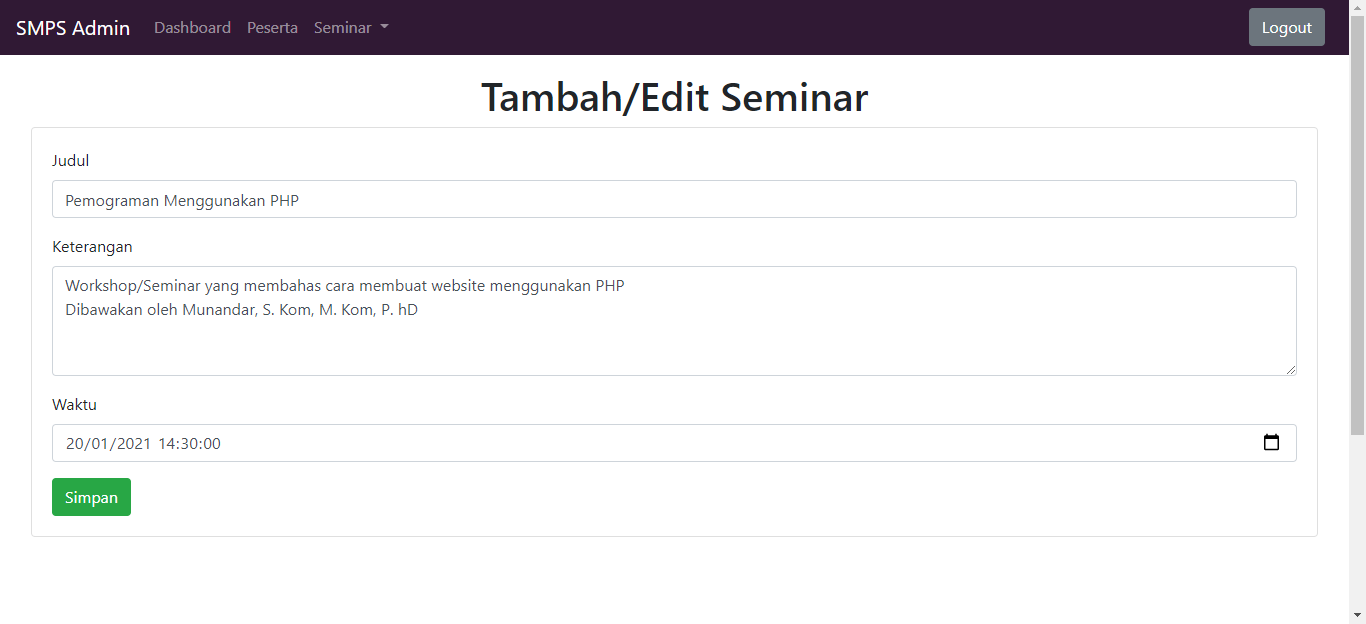 SMPS Admin Dashboard Peserta Seminar Logout
Tambah/Edit Seminar
Judul
Pemograman Menggunakan PHP
Keterangan
Workshop/Seminar yang membahas cara membuat website menggunakan PHP
Dibawakan oleh Munandar, S. Kom, M. Kom, P. hD
Waktu
20/01/2021 14:30:00
Simpan